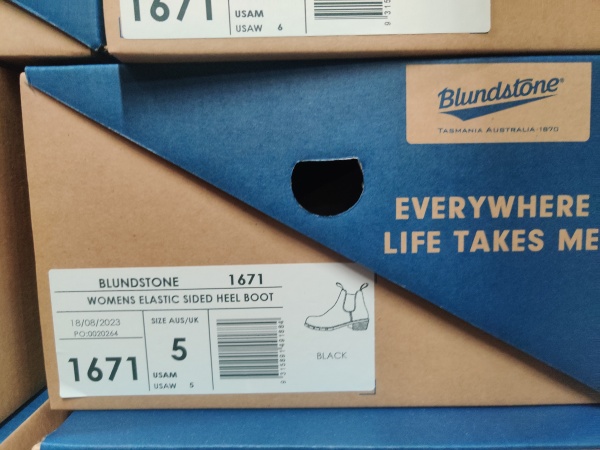 1671
USAM
USAW 6
Blundstone®
TASMANIA AUSTRALIA·1870
EVERYWHERE
LIFE TAKES ME
BLUNDSTONE 1671
WOMENS ELASTIC SIDED HEEL BOOT
18/08/2023
PO:0020264
SIZE AUS/UK
1671
5
USAM
USAW 5
BLACK